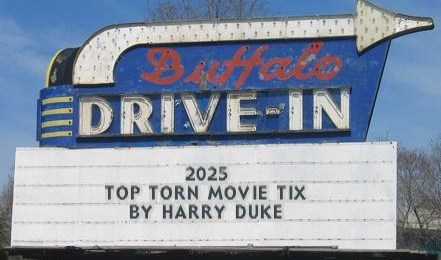 Buffalo
DRIVE-IN
2025
TOP TORN MOVIE TIX
BY HARRY DUKE